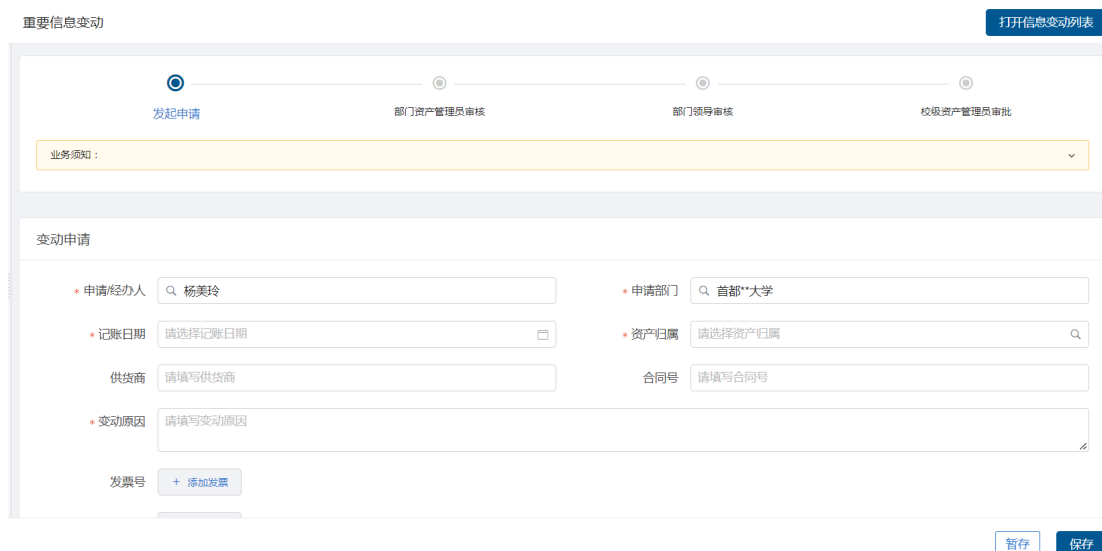 重要信息变动
打开信息变动列表
发起申请
部门资产管理员审核
部门领导审核
校级资产管理员审批
业务须知：
变动申请
* 申请/经办人 杨美玲
* 申请部门 首都**大学
* 记账日期 请选择记账日期
* 资产归属 请选择资产归属
供货商 请填写供货商
合同号 请填写合同号
* 变动原因 请填写变动原因
发票号 + 添加发票
暂存
保存